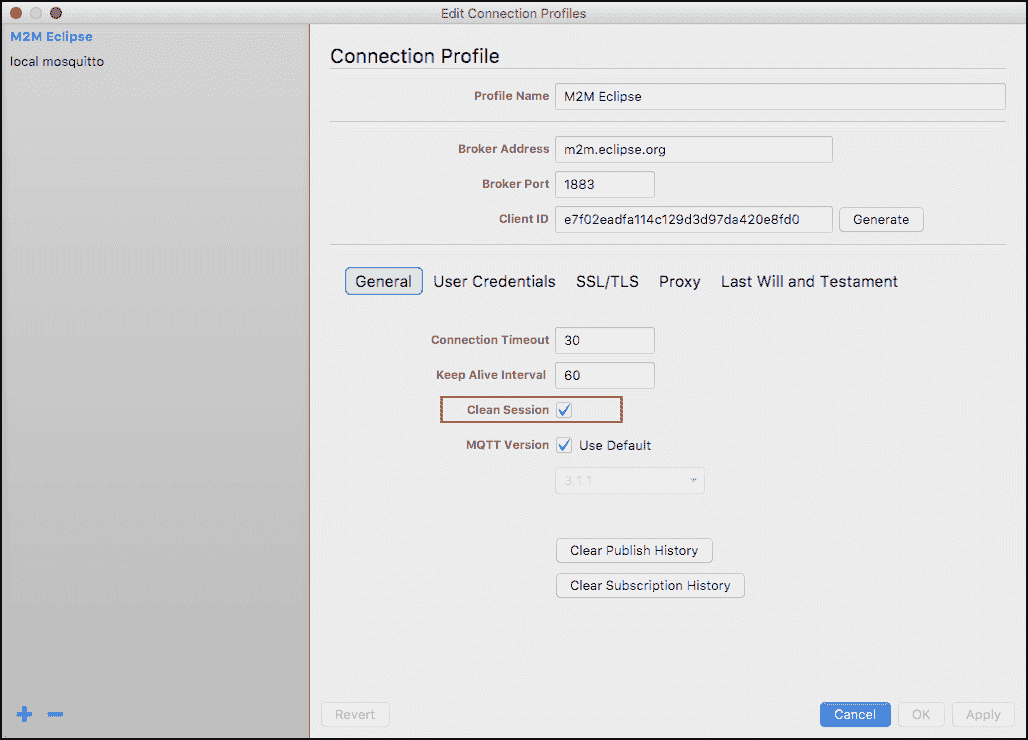 Edit Connection Profiles
M2M Eclipse
local mosquitto
Connection Profile
Profile Name M2M Eclipse
Broker Address m2m.eclipse.org
Broker Port 1883
Client ID e7f02eadfa114c129d3d97da420e8fd0 Generate
General User Credentials SSL/TLS Proxy Last Will and Testament
Connection Timeout 30
Keep Alive Interval 60
Clean Session
MQTT Version Use Default
3.1.1
Clear Publish History
Clear Subscription History
Revert Cancel OK Apply